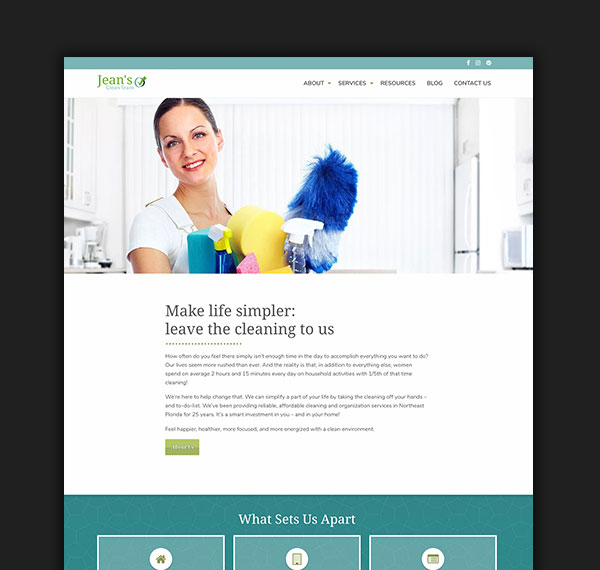 Jean's
Clean Team
ABOUT SERVICES RESOURCES BLOG CONTACT US
Make life simpler:
leave the cleaning to us
How often do you feel there simply isn't enough time in the day to accomplish everything you want to do?
Our lives seem more rushed than ever. And the reality is that, in addition to everything else, women
spend on average 2 hours and 15 minutes every day on household activities with 1/5th of that time
cleaning!
We're here to help change that. We can simplify a part of your life by taking the cleaning off your hands –
and to-do-list. We've been providing reliable, affordable cleaning and organization services in Northeast
Florida for 25 years. It's a smart investment in you – and in your home!
Feel happier, healthier, more focused, and more energized with a clean environment.
About Us
What Sets Us Apart